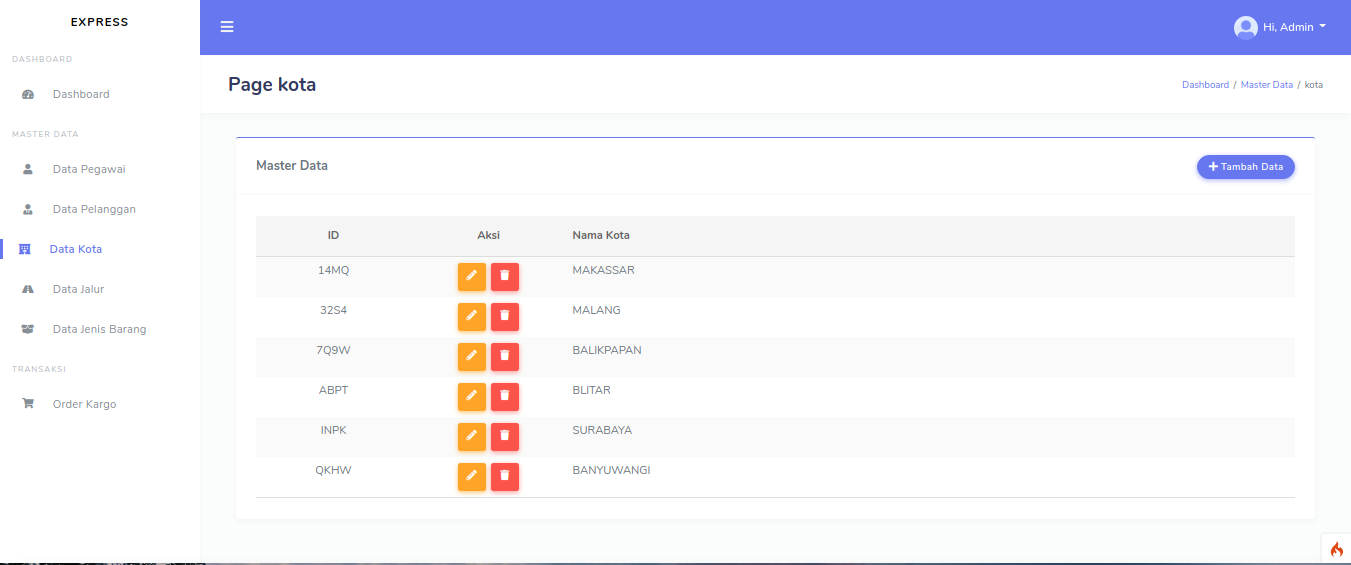 EXPRESS
Hi, Admin
DASHBOARD
Dashboard
MASTER DATA
Data Pegawai
Data Pelanggan
Data Kota
Data Jalur
Data Jenis Barang
TRANSAKSI
Order Kargo
Page kota
Dashboard / Master Data / kota
Master Data
Tambah Data
ID Aksi Nama Kota
14MQ MAKASSAR
32S4 MALANG
7Q9W BALIKPAPAN
ABPT BLITAR
INPK SURABAYA
QKHW BANYUWANGI